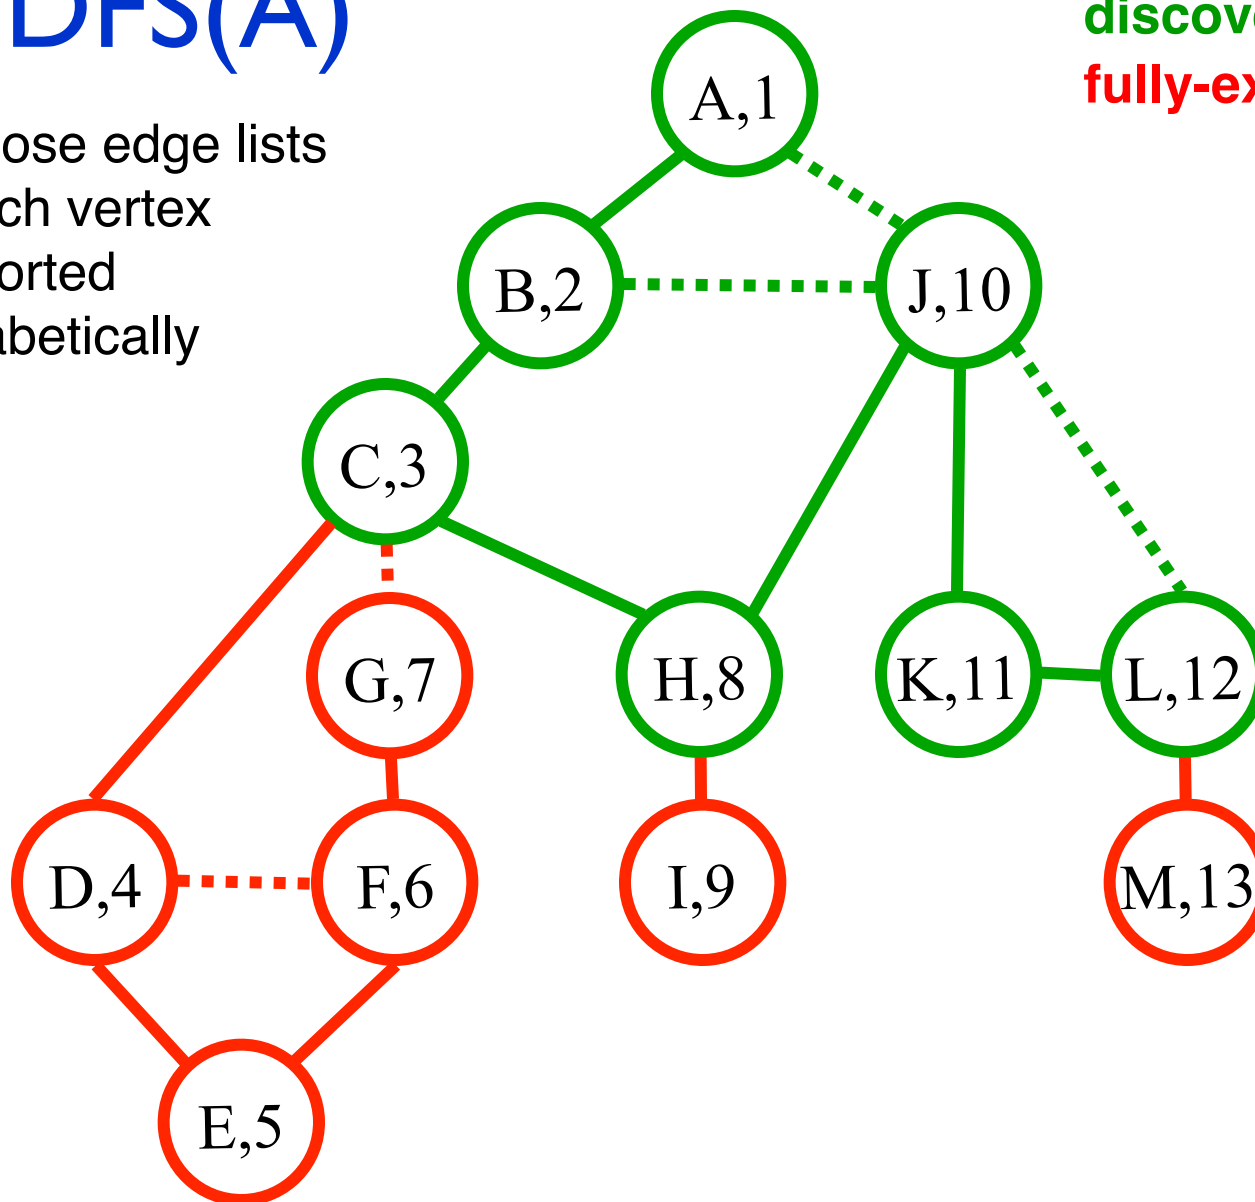 DFS(A)
discov
fully-ex
ose edge lists
ch vertex
orted
abetically
A,1
B,2
J,10
C,3
G,7
H,8
K,11
L,12
D,4
F,6
I,9
M,13
E,5